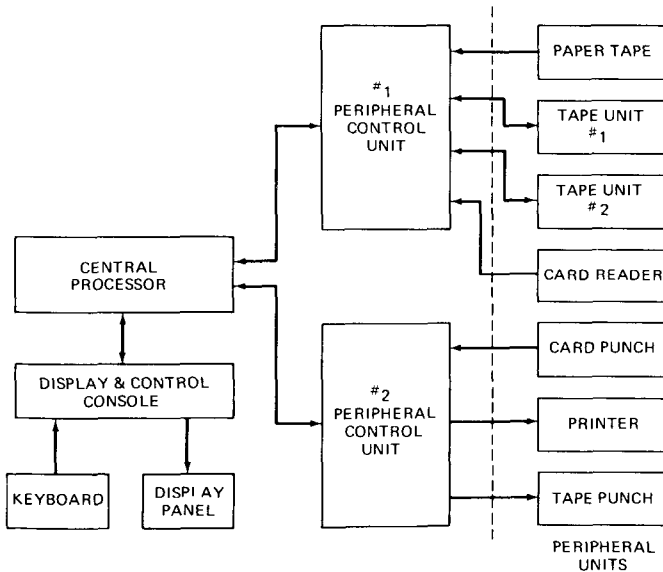 #1
PERIPHERAL
CONTROL
UNIT
PAPER TAPE
TAPE UNIT
#1
TAPE UNIT
#2
CARD READER
CENTRAL
PROCESSOR
DISPLAY & CONTROL
CONSOLE
KEYBOARD
DISPLAY
PANEL
#2
PERIPHERAL
CONTROL
UNIT
CARD PUNCH
PRINTER
TAPE PUNCH
PERIPHERAL
UNITS